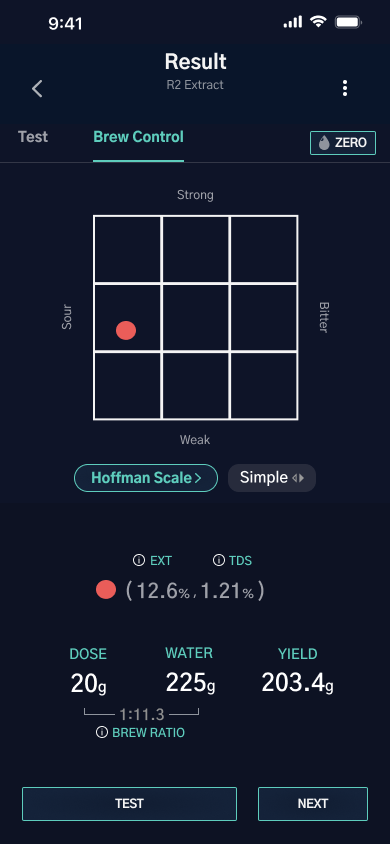 9:41
Result
R2 Extract
Test
Brew Control
ZERO
Strong
Sour
Bitter
Weak
Hoffman Scale
Simple
EXT
TDS
(12.6%,1.21%)
DOSE
WATER
YIELD
20g
225g
203.4g
1:11.3
BREW RATIO
TEST
NEXT